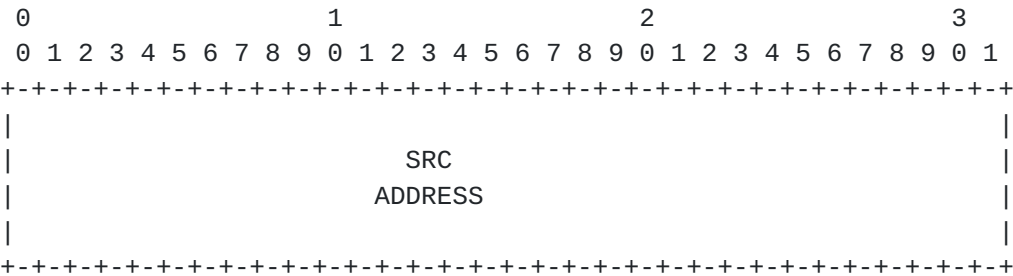 0                   1                   2                   3
 0 1 2 3 4 5 6 7 8 9 0 1 2 3 4 5 6 7 8 9 0 1 2 3 4 5 6 7 8 9 0 1
+-+-+-+-+-+-+-+-+-+-+-+-+-+-+-+-+-+-+-+-+-+-+-+-+-+-+-+-+-+-+-+-+
|                                                               |
|                         SRC                                   |
|                       ADDRESS                                 |
|                                                               |
+-+-+-+-+-+-+-+-+-+-+-+-+-+-+-+-+-+-+-+-+-+-+-+-+-+-+-+-+-+-+-+-+